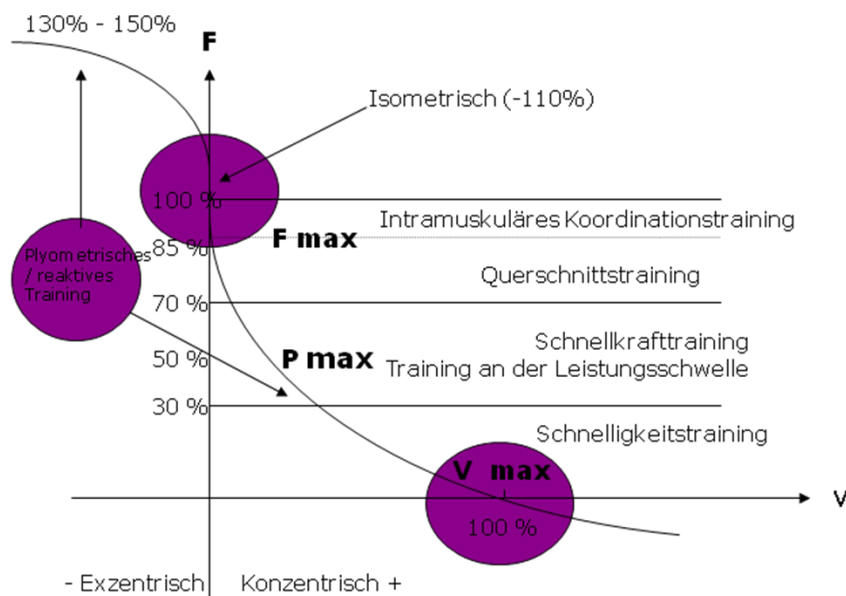 130% - 150%
F
Isometrisch (-110%)
100 %
Intramuskuläres Koordinationstraining
F max
85 %
Plyometrisches
/ reaktives
Training
Querschnittstraining
70 %
Schnellkrafttraining
P max
50 %
Training an der Leistungsschwelle
30 %
Schnelligkeitstraining
V max
V
100 %
- Exzentrisch
Konzentrisch +